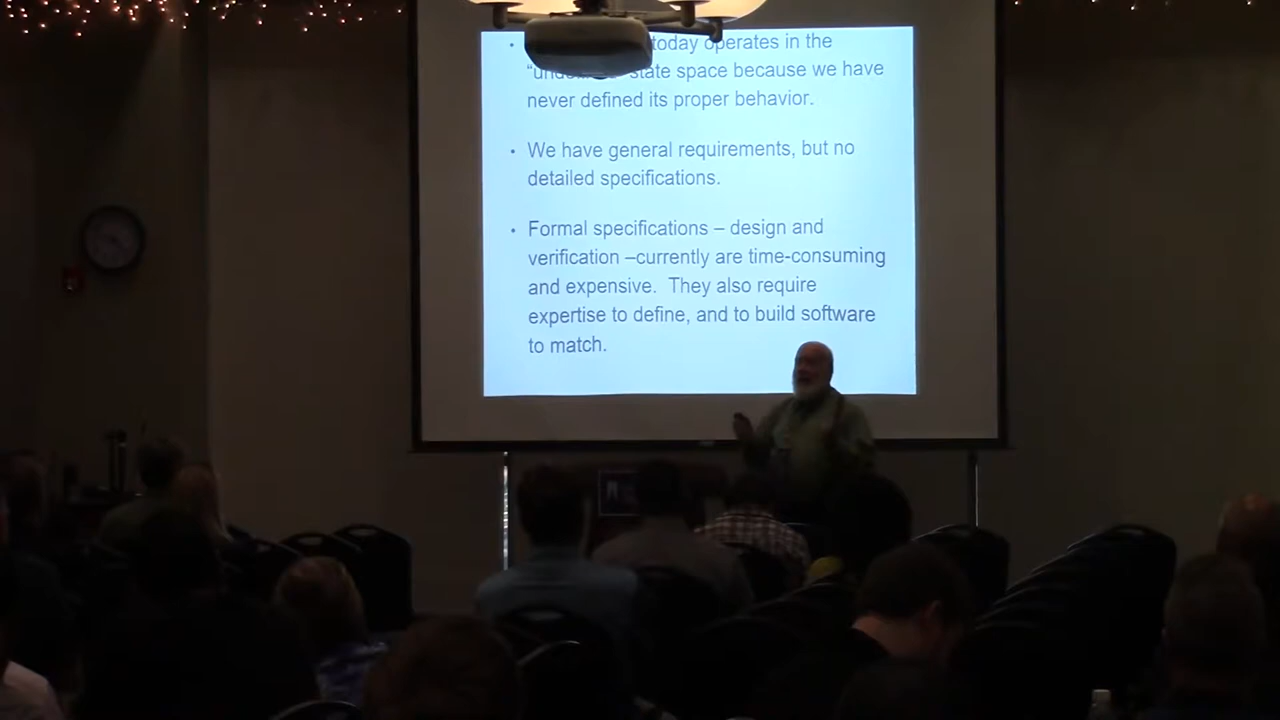 • today operates in the
state space because we have
never defined its proper behavior.
• We have general requirements, but no
detailed specifications.
• Formal specifications – design and
verification –currently are time-consuming
and expensive. They also require
expertise to define, and to build software
to match.